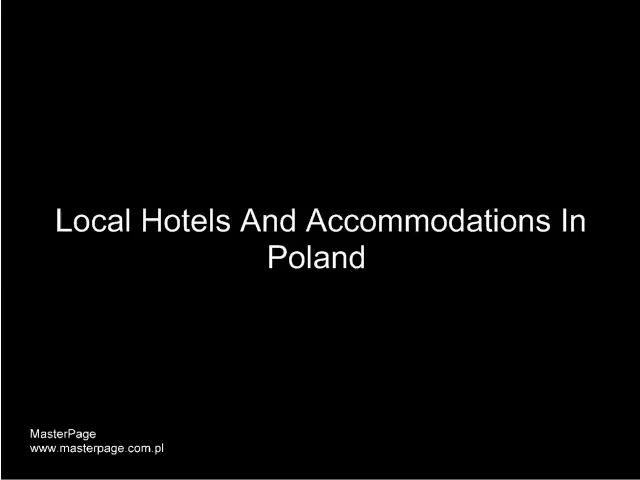 Local Hotels And Accommodations In
Poland
MasterPage
www.masterpage.com.pl